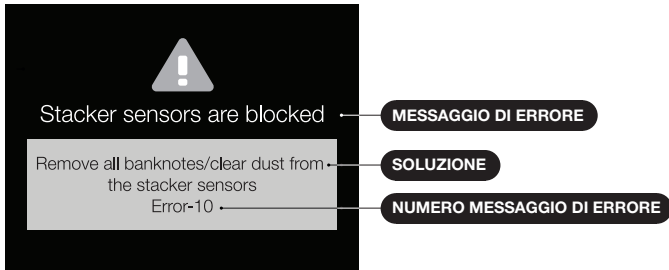 Stacker sensors are blocked
MESSAGGIO DI ERRORE
Remove all banknotes/clear dust from
SOLUZIONE
the stacker sensors
Error-10
NUMERO MESSAGGIO DI ERRORE